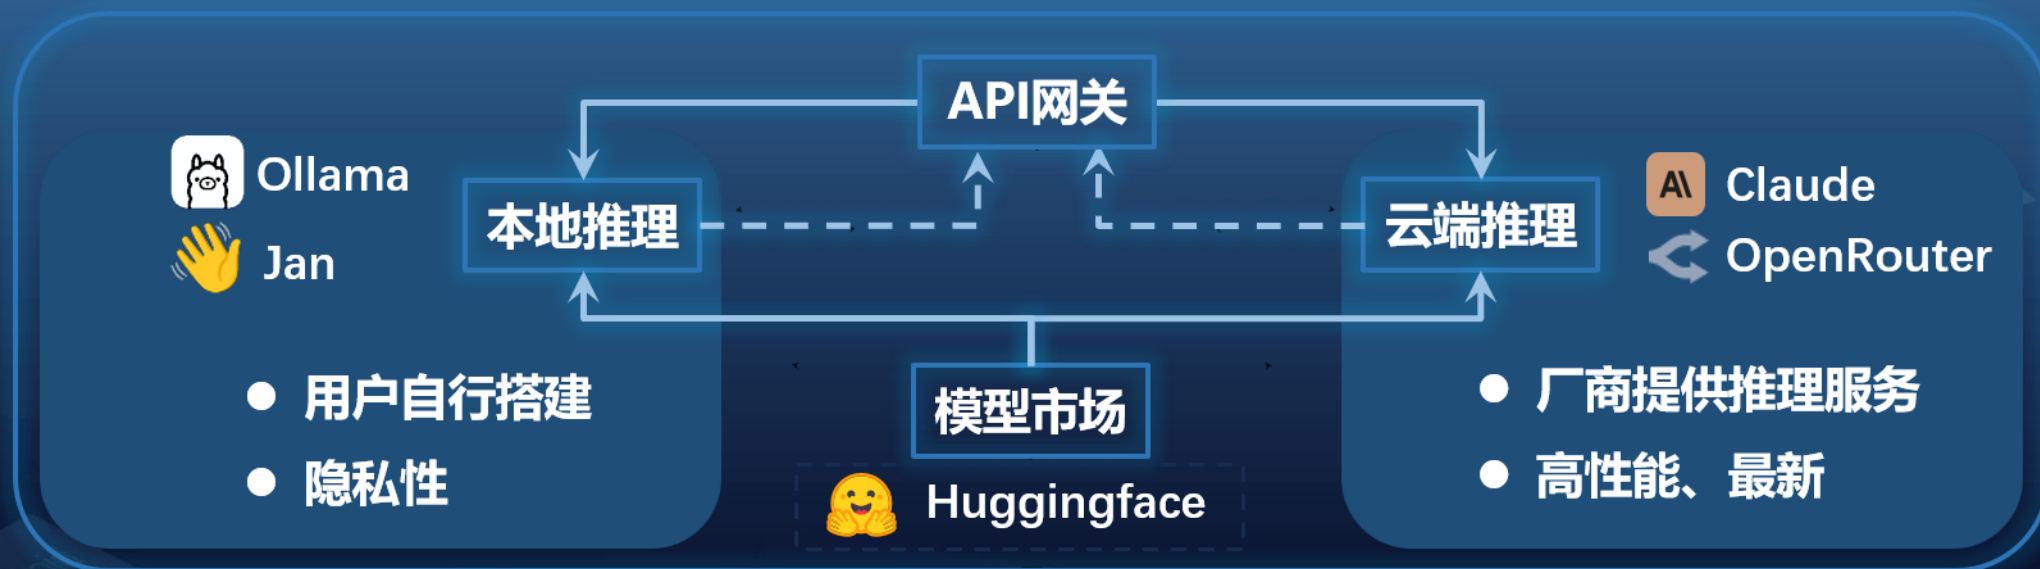 API网关
Ollama
Jan
本地推理
云端推理
Claude
OpenRouter
用户自行搭建
隐私性
模型市场
Huggingface
厂商提供推理服务
高性能、最新